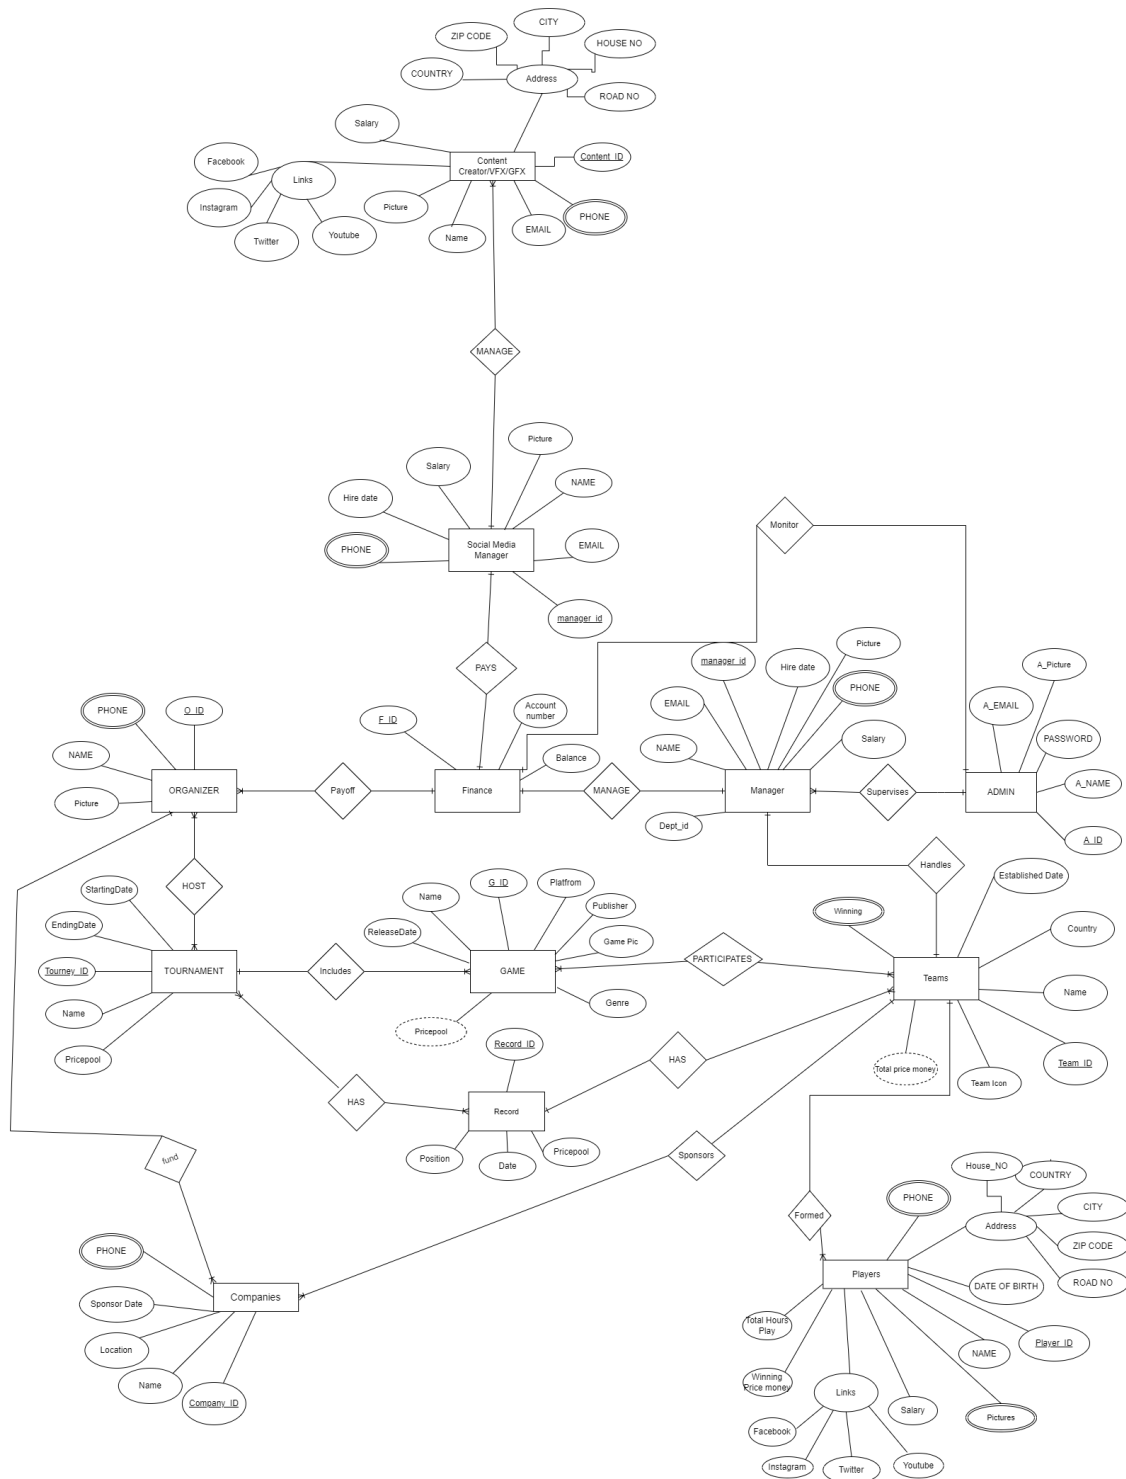 CITY
ZIP CODE
HOUSE NO
COUNTRY
Address
ROAD NO
Salary
Facebook
Content
Creator/VFX/GFX
Content_ID
Links
Instagram
Picture
PHONE
Twitter
Youtube
Name
EMAIL
MANAGE
Picture
Salary
NAME
Hire date
Monitor
PHONE
Social Media
Manager
EMAIL
manager_id
PAYS
manager_id
Hire date
Picture
A_Picture
PHONE
O_ID
F_ID
Account
number
EMAIL
PHONE
A_EMAIL
NAME
NAME
Salary
PASSWORD
Balance
Picture
ORGANIZER
Payoff
Finance
MANAGE
Manager
Supervises
ADMIN
A_NAME
Dept_id
A_ID
HOST
Handles
StartingDate
G_ID
Platfrom
Established Date
Name
Publisher
Winning
EndingDate
ReleaseDate
Game Pic
Country
Tourney_ID
TOURNAMENT
Includes
GAME
PARTICIPATES
Teams
Name
Genre
Name
Pricepool
Pricepool
Record_ID
HAS
Total price money
Team Icon
Team_ID
HAS
Record
Position
Date
Pricepool
fund
Sponsors
House_NO
COUNTRY
PHONE
CITY
Formed
Address
PHONE
ZIP CODE
Players
ROAD NO
Sponsor Date
Companies
DATE OF BIRTH
Total Hours
Play
Location
NAME
Player_ID
Name
Winning
Price money
Company_ID
Links
Salary
Pictures
Facebook
Instagram
Twitter
Youtube